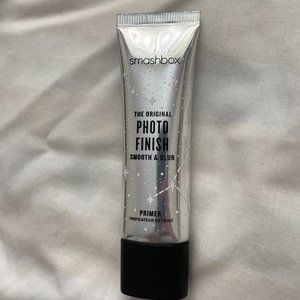 smashbox
THE ORIGINAL
PHOTO
FINISH
SMOOTH & BLUR
PRIMER
UNIFICATEUR DE TEINT